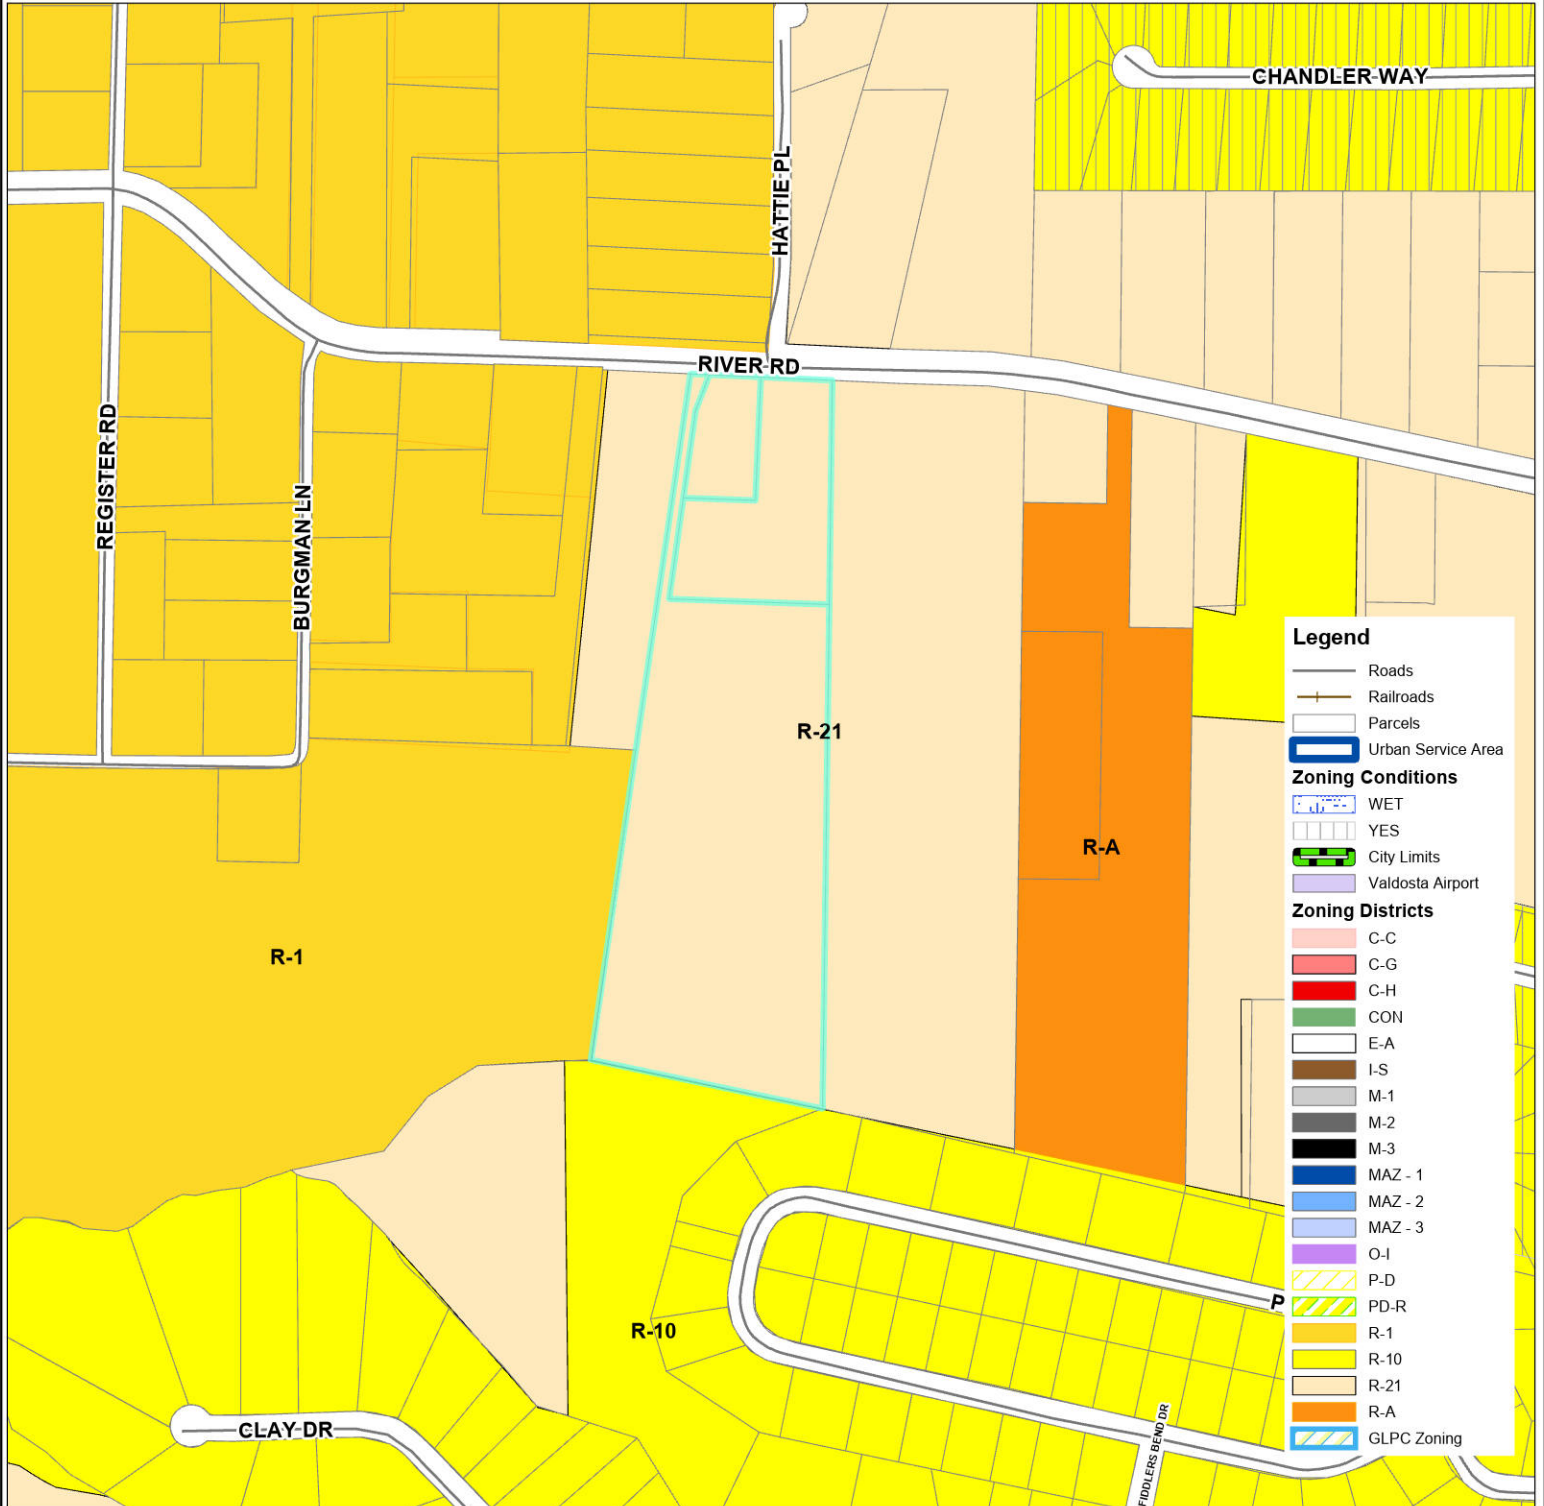 CHANDLER WAY
HATTIE PL
RIVER RD
REGISTER RD
BURGMAN LN
R-21
R-A
R-1
R-10
CLAY DR
FIDDLERS BEND DR
P
Legend
Roads
Railroads
Parcels
Urban Service Area
Zoning Conditions
WET
YES
City Limits
Valdosta Airport
Zoning Districts
C-C
C-G
C-H
CON
E-A
I-S
M-1
M-2
M-3
MAZ - 1
MAZ - 2
MAZ - 3
O-I
P-D
PD-R
R-1
R-10
R-21
R-A
GLPC Zoning